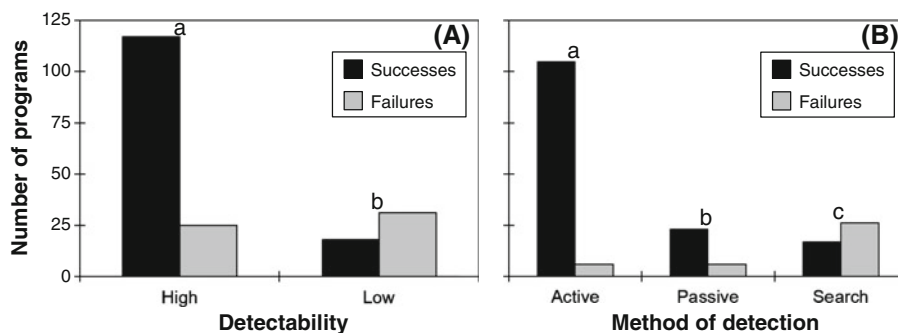 Number of programs
125
100
75
50
25
0
(A)
a
b
Successes
Failures
High
Low
Detectability
(B)
a
b
c
Successes
Failures
Active
Passive
Search
Method of detection